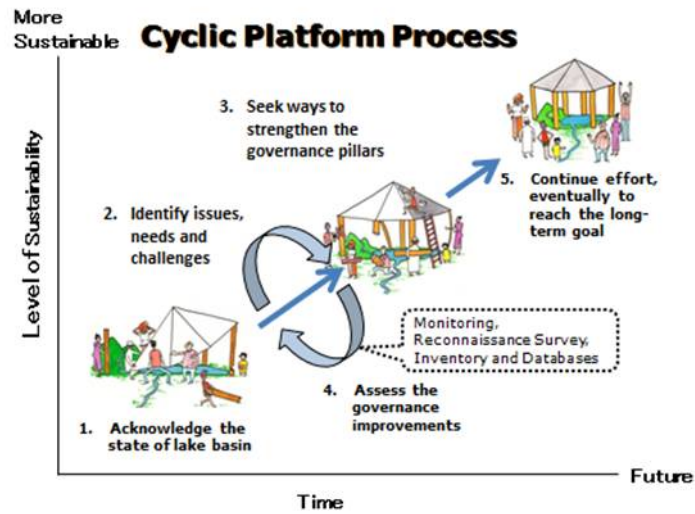 More
Sustainable
Cyclic Platform Process
Level of Sustainability
3. Seek ways to
strengthen the
governance pillars
5. Continue effort,
eventually to
reach the long-
term goal
2. Identify issues,
needs and
challenges
Monitoring,
Reconnaissance Survey,
Inventory and Databases
4. Assess the
governance
improvements
1. Acknowledge the
state of lake basin
Future
Time